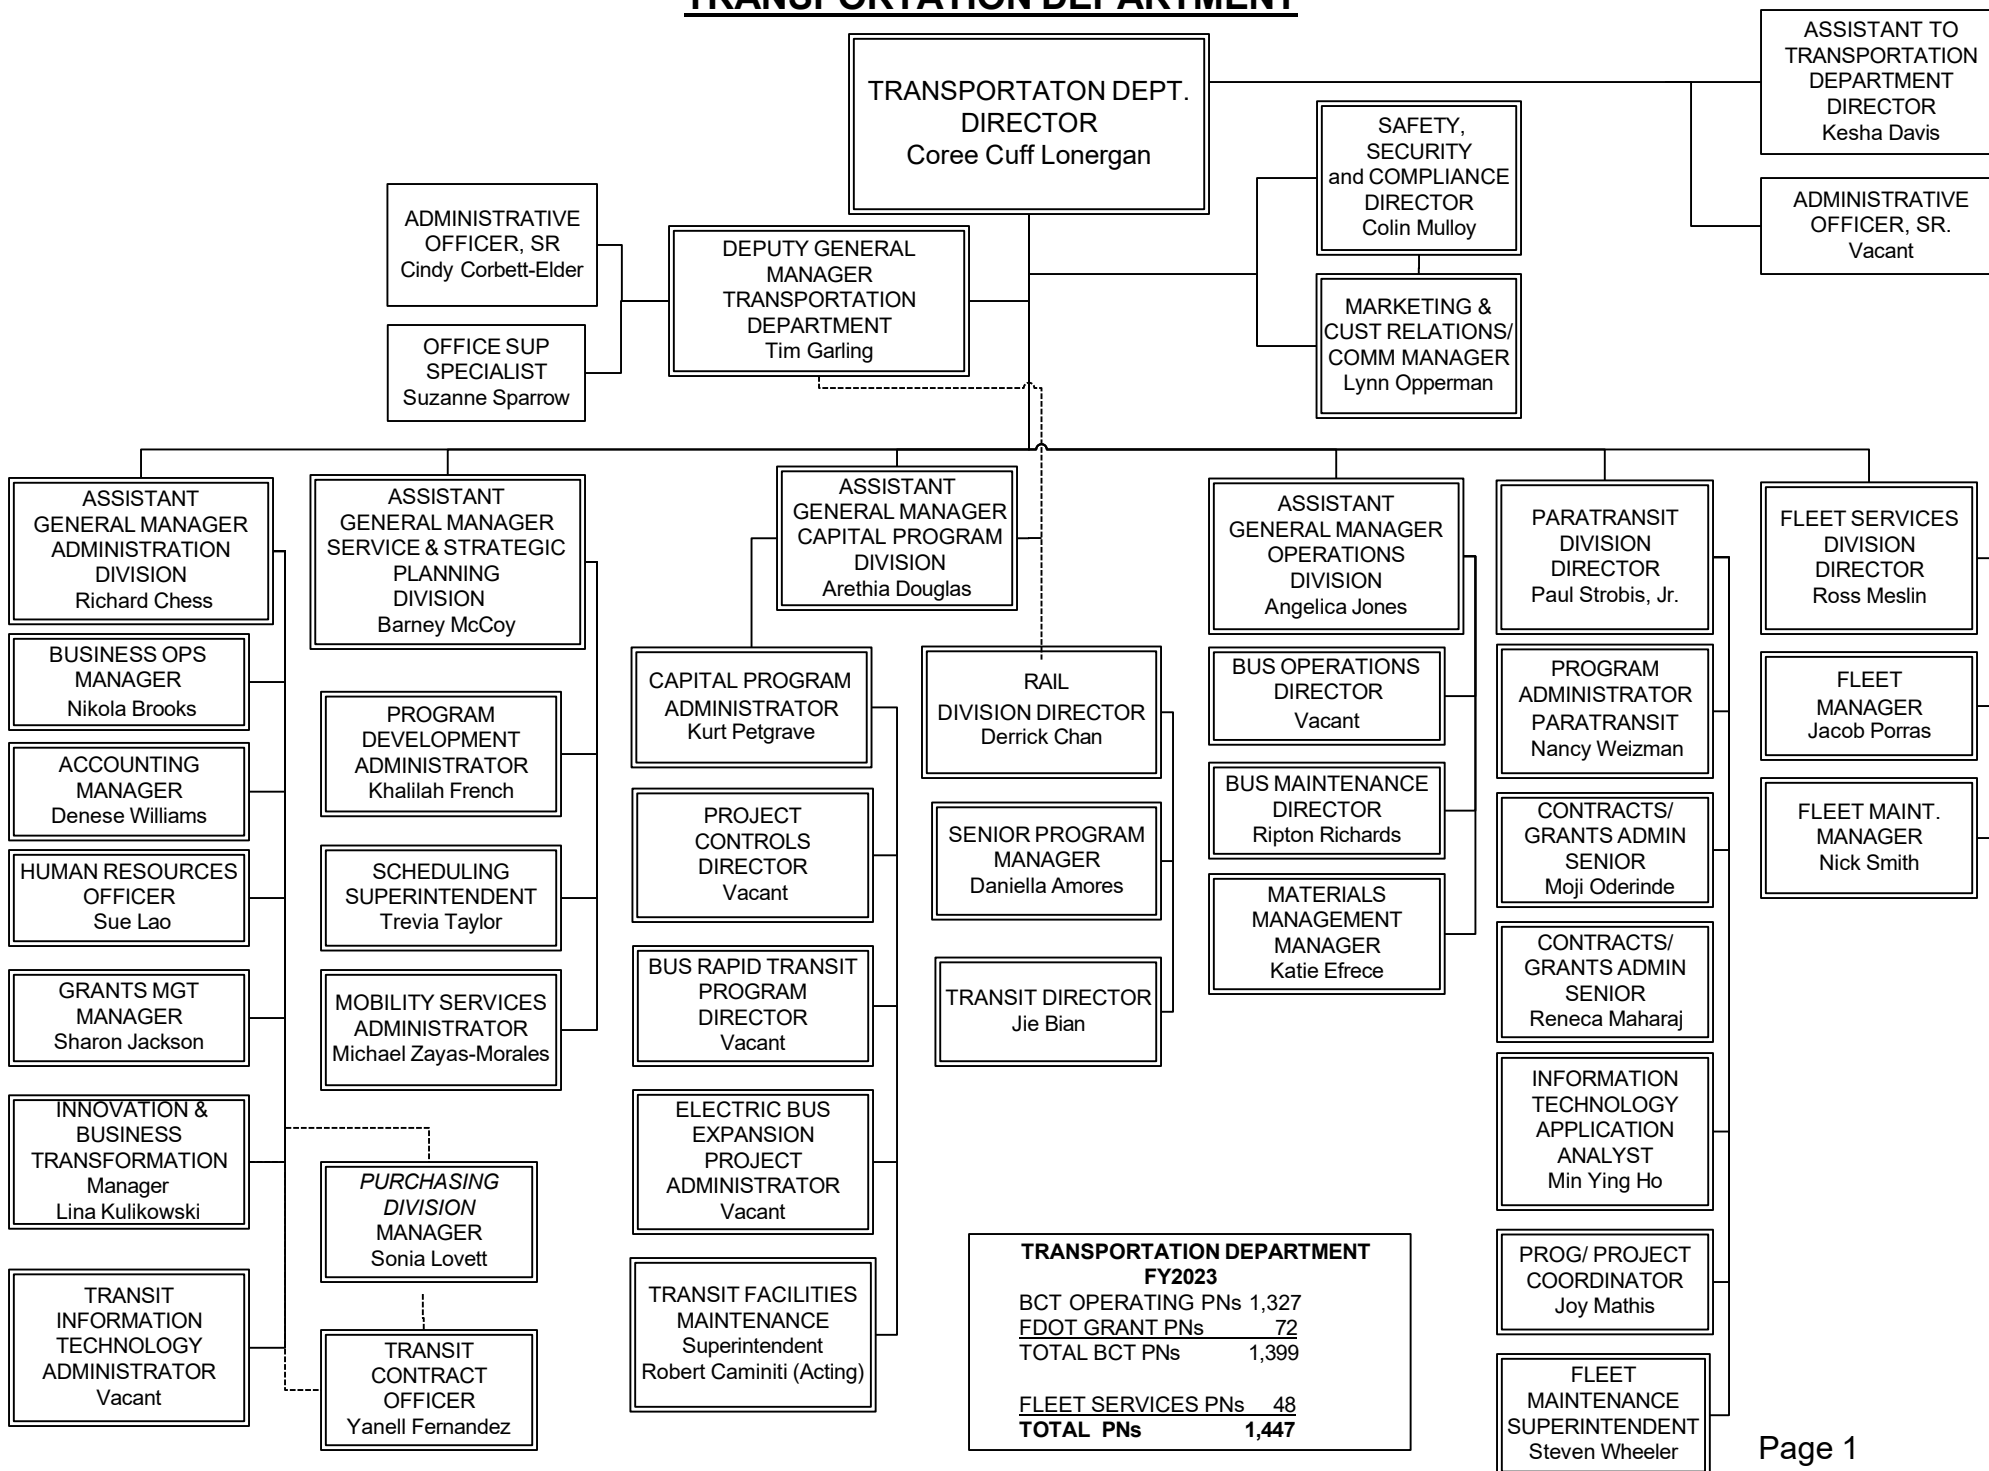 TRANSPORTATION DEPARTMENT
TRANSPORTATON DEPT.
DIRECTOR
Coree Cuff Lonergan
ASSISTANT TO
TRANSPORTATION
DEPARTMENT
DIRECTOR
Kesha Davis
SAFETY,
SECURITY
and COMPLIANCE
DIRECTOR
Colin Mulloy
ADMINISTRATIVE
OFFICER, SR.
Vacant
ADMINISTRATIVE
OFFICER, SR
Cindy Corbett-Elder
DEPUTY GENERAL
MANAGER
TRANSPORTATION
DEPARTMENT
Tim Garling
MARKETING &
CUST RELATIONS/
COMM MANAGER
Lynn Opperman
OFFICE SUP
SPECIALIST
Suzanne Sparrow
ASSISTANT
GENERAL MANAGER
ADMINISTRATION
DIVISION
Richard Chess
BUSINESS OPS
MANAGER
Nikola Brooks
ACCOUNTING
MANAGER
Denese Williams
HUMAN RESOURCES
OFFICER
Sue Lao
GRANTS MGT
MANAGER
Sharon Jackson
INNOVATION &
BUSINESS
TRANSFORMATION
Manager
Lina Kulikowski
TRANSIT
INFORMATION
TECHNOLOGY
ADMINISTRATOR
Vacant
ASSISTANT
GENERAL MANAGER
SERVICE & STRATEGIC
PLANNING
DIVISION
Barney McCoy
PROGRAM
DEVELOPMENT
ADMINISTRATOR
Khalilah French
SCHEDULING
SUPERINTENDENT
Trevia Taylor
MOBILITY SERVICES
ADMINISTRATOR
Michael Zayas-Morales
PURCHASING
DIVISION
MANAGER
Sonia Lovett
TRANSIT
CONTRACT
OFFICER
Yanell Fernandez
ASSISTANT
GENERAL MANAGER
CAPITAL PROGRAM
DIVISION
Arethia Douglas
CAPITAL PROGRAM
ADMINISTRATOR
Kurt Petgrave
PROJECT
CONTROLS
DIRECTOR
Vacant
BUS RAPID TRANSIT
PROGRAM
DIRECTOR
Vacant
ELECTRIC BUS
EXPANSION
PROJECT
ADMINISTRATOR
Vacant
TRANSIT FACILITIES
MAINTENANCE
Superintendent
Robert Caminiti (Acting)
RAIL
DIVISION DIRECTOR
Derrick Chan
SENIOR PROGRAM
MANAGER
Daniella Amores
TRANSIT DIRECTOR
Jie Bian
ASSISTANT
GENERAL MANAGER
OPERATIONS
DIVISION
Angelica Jones
BUS OPERATIONS
DIRECTOR
Vacant
BUS MAINTENANCE
DIRECTOR
Ripton Richards
MATERIALS
MANAGEMENT
MANAGER
Katie Efrece
PARATRANSIT
DIVISION
DIRECTOR
Paul Strobis, Jr.
PROGRAM
ADMINISTRATOR
PARATRANSIT
Nancy Weizman
CONTRACTS/
GRANTS ADMIN
SENIOR
Moji Oderinde
CONTRACTS/
GRANTS ADMIN
SENIOR
Reneca Maharaj
INFORMATION
TECHNOLOGY
APPLICATION
ANALYST
Min Ying Ho
PROG/ PROJECT
COORDINATOR
Joy Mathis
FLEET
MAINTENANCE
SUPERINTENDENT
Steven Wheeler
FLEET SERVICES
DIVISION
DIRECTOR
Ross Meslin
FLEET
MANAGER
Jacob Porras
FLEET MAINT.
MANAGER
Nick Smith
TRANSPORTATION DEPARTMENT
FY2023
BCT OPERATING PNs 1,327
FDOT GRANT PNs 72
TOTAL BCT PNs 1,399
FLEET SERVICES PNs 48
TOTAL PNs 1,447
Page 1